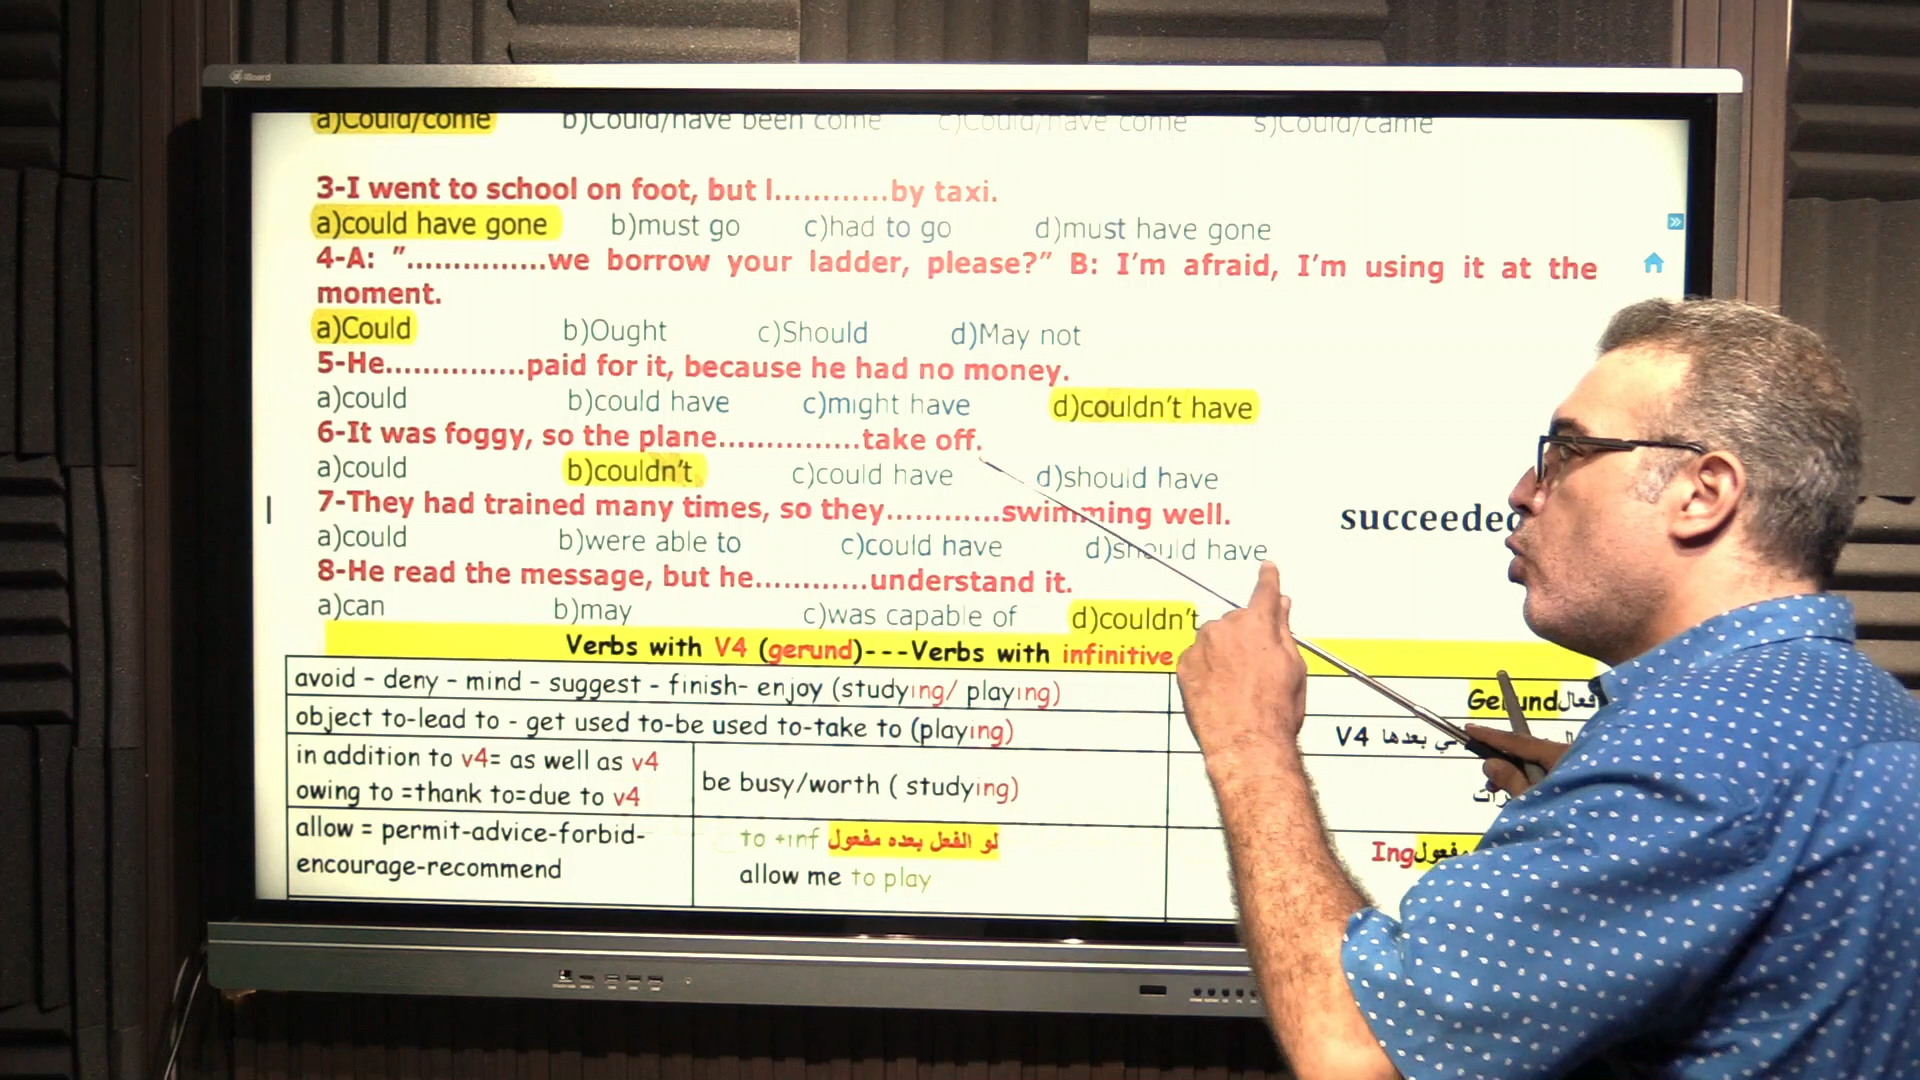 iBoard
a)Could/come b)Could/have been come c)Could/have come s)Could/came
3-I went to school on foot, but I............by taxi.
a)could have gone b)must go c)had to go d)must have gone
4-A: ”...............we borrow your ladder, please?” B: I’m afraid, I’m using it at the
moment.
a)Could b)Ought c)Should d)May not
5-He...............paid for it, because he had no money.
a)could b)could have c)might have d)couldn’t have
6-It was foggy, so the plane...............take off.
a)could b)couldn’t c)could have d)should have
7-They had trained many times, so they............swimming well.
succeeded
a)could b)were able to c)could have d)should have
8-He read the message, but he............understand it.
a)can b)may c)was capable of d)couldn’t
Verbs with V4 (gerund)---Verbs with infinitive
avoid - deny - mind - suggest - finish- enjoy (studying/ playing)
Gerund
object to-lead to - get used to-be used to-take to (playing)
بعدها V4
in addition to v4= as well as v4
owing to =thank to=due to v4
be busy/worth ( studying)
allow = permit-advice-forbid-
encourage-recommend
to +inf لو الفعل بعده مفعول
allow me to play
Ing